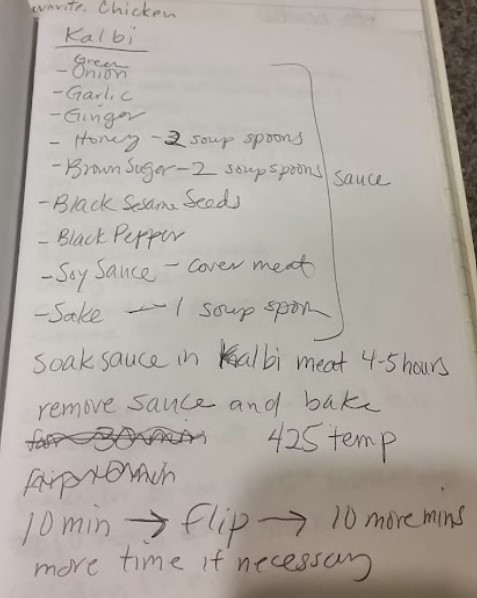 Chicken
Kalbi
Green
- Onion
- Garlic
- Ginger
- Honey - 2 soup spoons
- Brown Sugar - 2 soup spoons
sauce
- Black Sesame Seeds
- Black Pepper
- Soy Sauce - cover meat
- Sake - 1 soup spoon
soak sauce in Kalbi meat 4-5 hours
remove sauce and bake
for 30 min 425 temp
10 min → flip → 10 more mins
more time if necessary